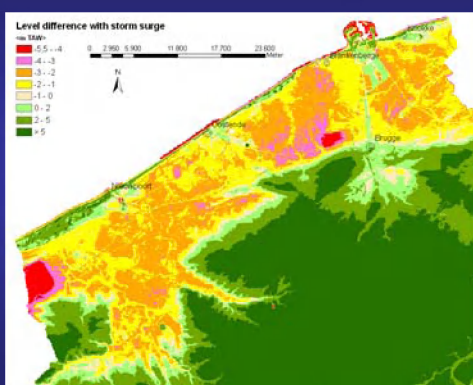 Level difference with storm surge
<m TAW>
-5,5 - -4
-4 - -3
-3 - -2
-2 - -1
-1 - 0
0 - 2
2 - 5
> 5
0 2.950 5.900 11.800 17.700 23.600
Meter
N
Knokke
Blankenberge
Oostende
Brugge
Nieuwpoort